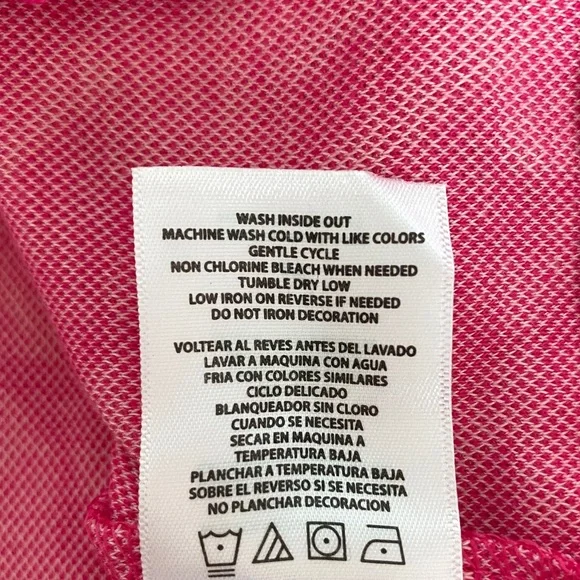 WASH INSIDE OUT
MACHINE WASH COLD WITH LIKE COLORS
GENTLE CYCLE
NON CHLORINE BLEACH WHEN NEEDED
TUMBLE DRY LOW
LOW IRON ON REVERSE IF NEEDED
DO NOT IRON DECORATION
VOLTEAR AL REVES ANTES DEL LAVADO
LAVAR A MAQUINA CON AGUA
FRIA CON COLORES SIMILARES
CICLO DELICADO
BLANQUEADOR SIN CLORO
CUANDO SE NECESITA
SECAR EN MAQUINA A
TEMPERATURA BAJA
PLANCHAR A TEMPERATURA BAJA
SOBRE EL REVERSO SI SE NECESITA
NO PLANCHAR DECORACION